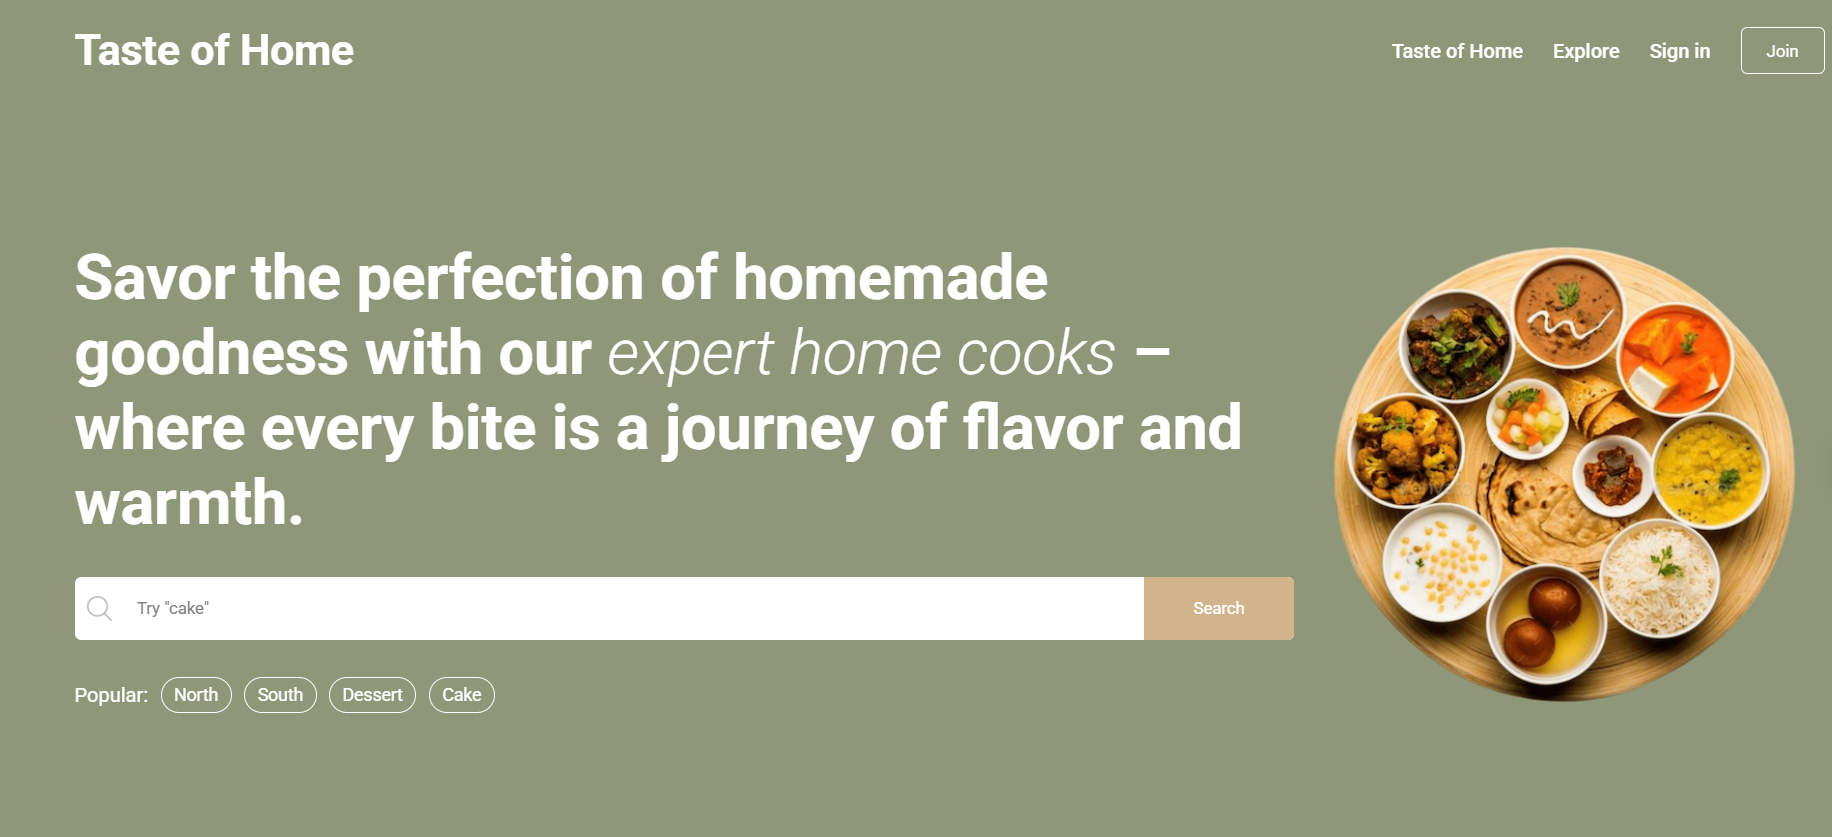 Taste of Home
Taste of Home Explore Sign in Join
Savor the perfection of homemade
goodness with our expert home cooks –
where every bite is a journey of flavor and
warmth.
Try "cake" Search
Popular: North South Dessert Cake